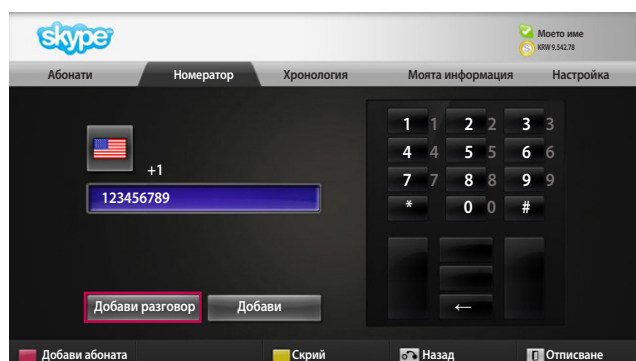 skype
Моето име
KRW 9.542.78
Абонати Номератор Хронология Моята информация Настройка
+1
123456789
1 1 2 2 3 3
4 4 5 5 6 6
7 7 8 8 9 9
* 0 0 #
←
Добави разговор Добави
Добави абоната Скрий Назад Отписване